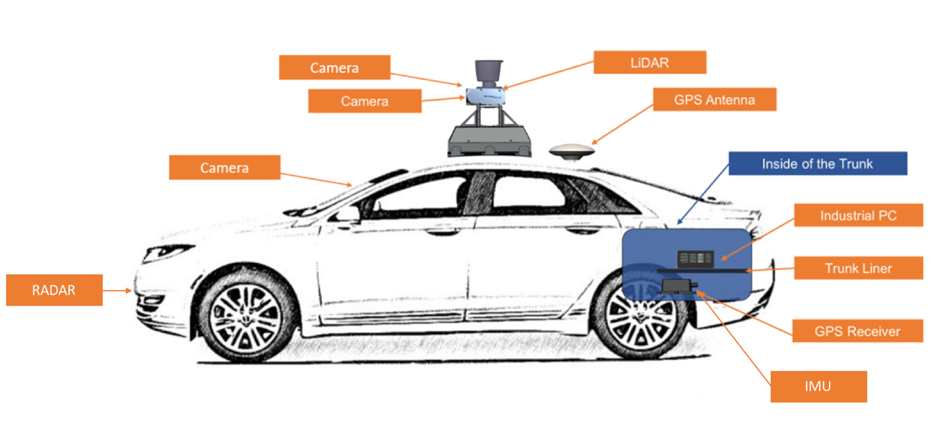 Camera
LiDAR
Camera
GPS Antenna
Camera
Inside of the Trunk
Industrial PC
Trunk Liner
RADAR
GPS Receiver
IMU